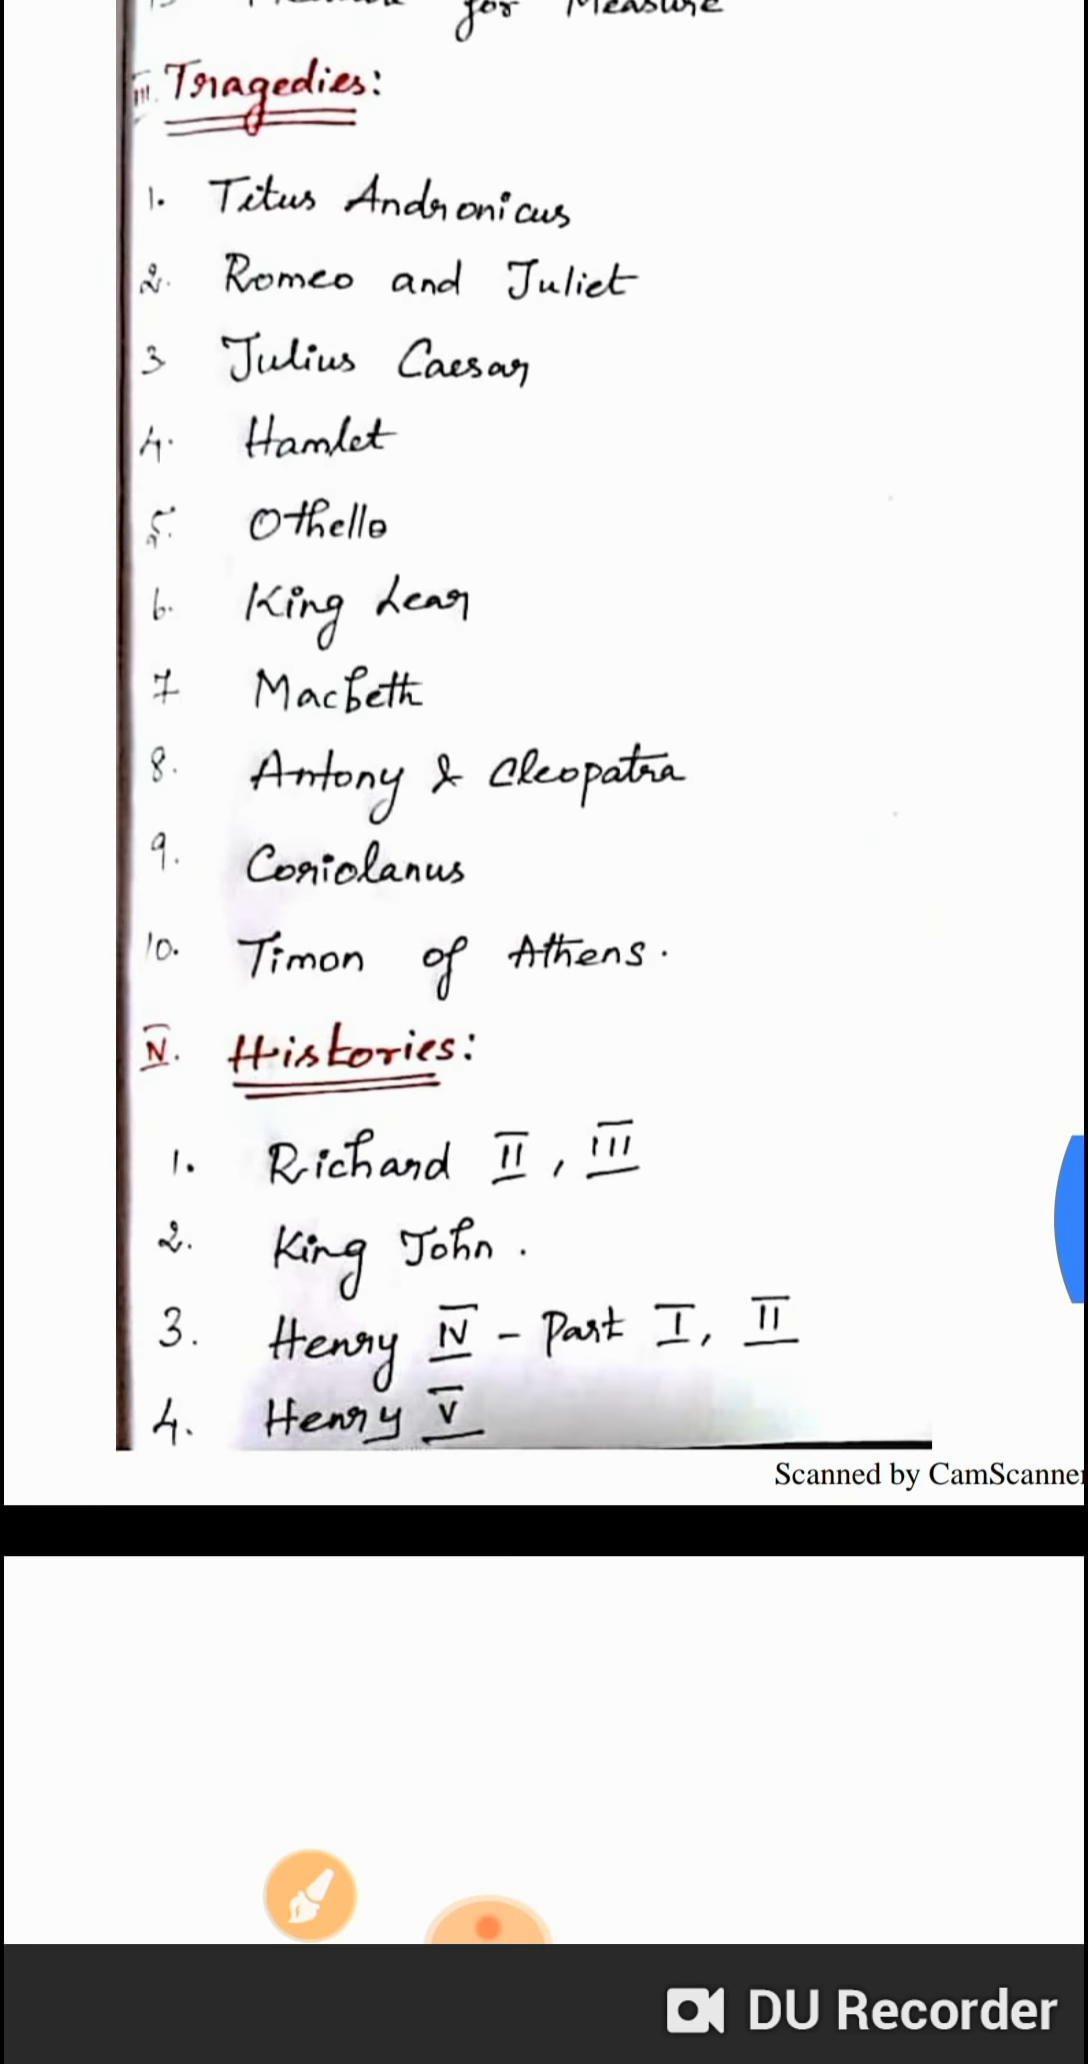 for Measure
III. Tragedies:
1. Titus Andronicus
2. Romeo and Juliet
3 Julius Caesar
4. Hamlet
5. Othello
6. King Lear
7 Macbeth
8. Antony & Cleopatra
9. Coriolanus
10. Timon of Athens.
IV. Histories:
1. Richard II, III
2. King John.
3. Henry IV - Part I, II
4. Henry V
Scanned by CamScanner
DU Recorder